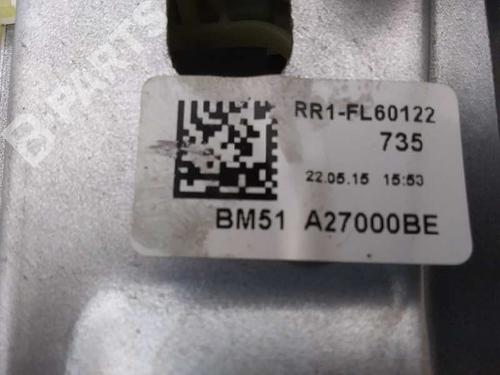 B PARTS
RR1-FL60122
735
22.05.15 15:53
BM51 A27000BE